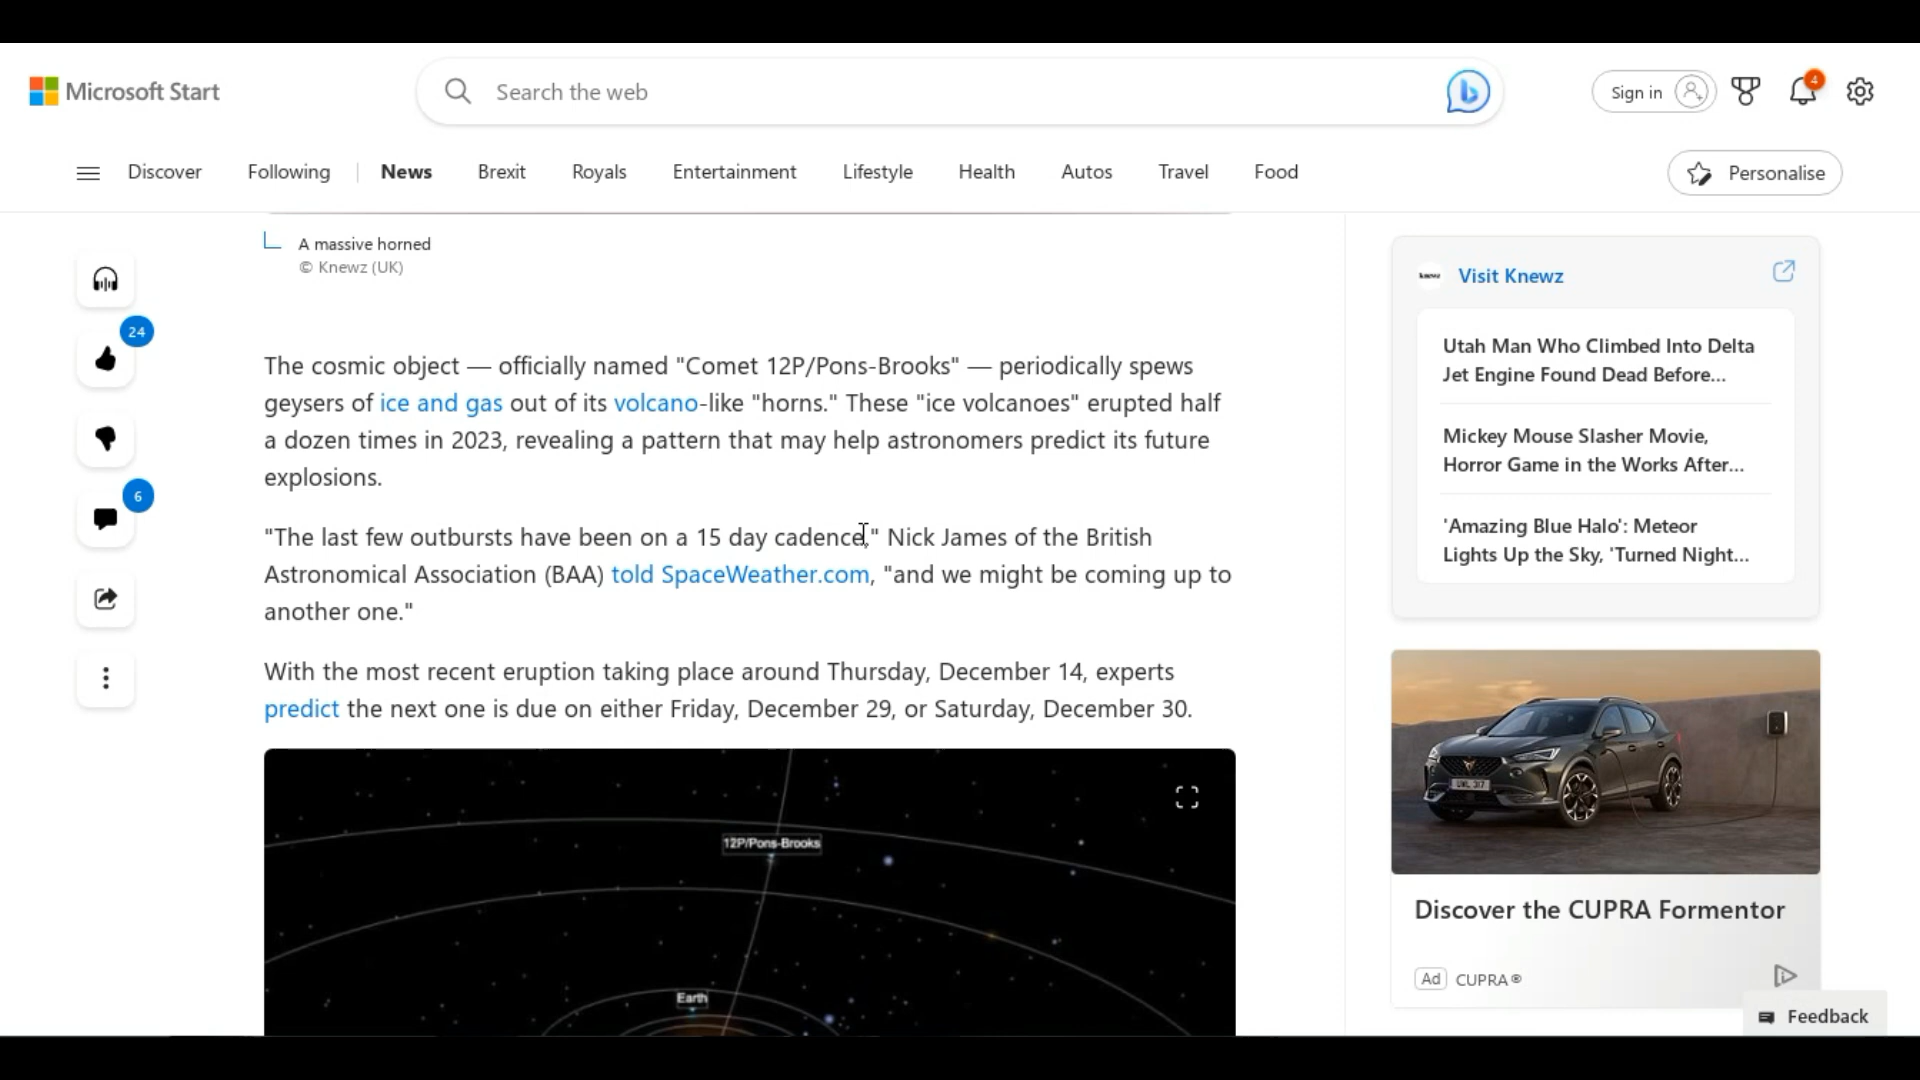 Microsoft Start
Search the web
Sign in
4
Discover
Following
News
Brexit
Royals
Entertainment
Lifestyle
Health
Autos
Travel
Food
Personalise
24
6
A massive horned
© Knewz (UK)
The cosmic object — officially named "Comet 12P/Pons-Brooks" — periodically spews
geysers of ice and gas out of its volcano-like "horns." These "ice volcanoes" erupted half
a dozen times in 2023, revealing a pattern that may help astronomers predict its future
explosions.
"The last few outbursts have been on a 15 day cadence," Nick James of the British
Astronomical Association (BAA) told SpaceWeather.com, "and we might be coming up to
another one."
With the most recent eruption taking place around Thursday, December 14, experts
predict the next one is due on either Friday, December 29, or Saturday, December 30.
12P/Pons-Brooks
Earth
knewz
Visit Knewz
Utah Man Who Climbed Into Delta
Jet Engine Found Dead Before...
Mickey Mouse Slasher Movie,
Horror Game in the Works After...
'Amazing Blue Halo': Meteor
Lights Up the Sky, 'Turned Night...
Discover the CUPRA Formentor
Ad CUPRA®
Feedback